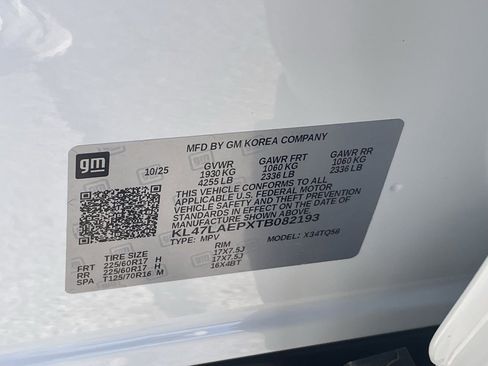 MFD BY GM KOREA COMPANY
gm
10/25 GVWR GAWR FRT GAWR RR
1930 KG 1060 KG 1060 KG
4255 LB 2336 LB 2336 LB
THIS VEHICLE CONFORMS TO ALL
APPLICABLE U.S. FEDERAL MOTOR
VEHICLE SAFETY AND THEFT PREVENTION
STANDARDS IN EFFECT ON THE DATE OF
MANUFACTURE SHOWN ABOVE.
KL47LAEPXTB082193
TYPE: MPV MODEL: X34TQ58
TIRE SIZE RIM
FRT 225/60R17 H 17X7.5J
RR 225/60R17 H 17X7.5J
SPA T125/70R16 M 16X4BT